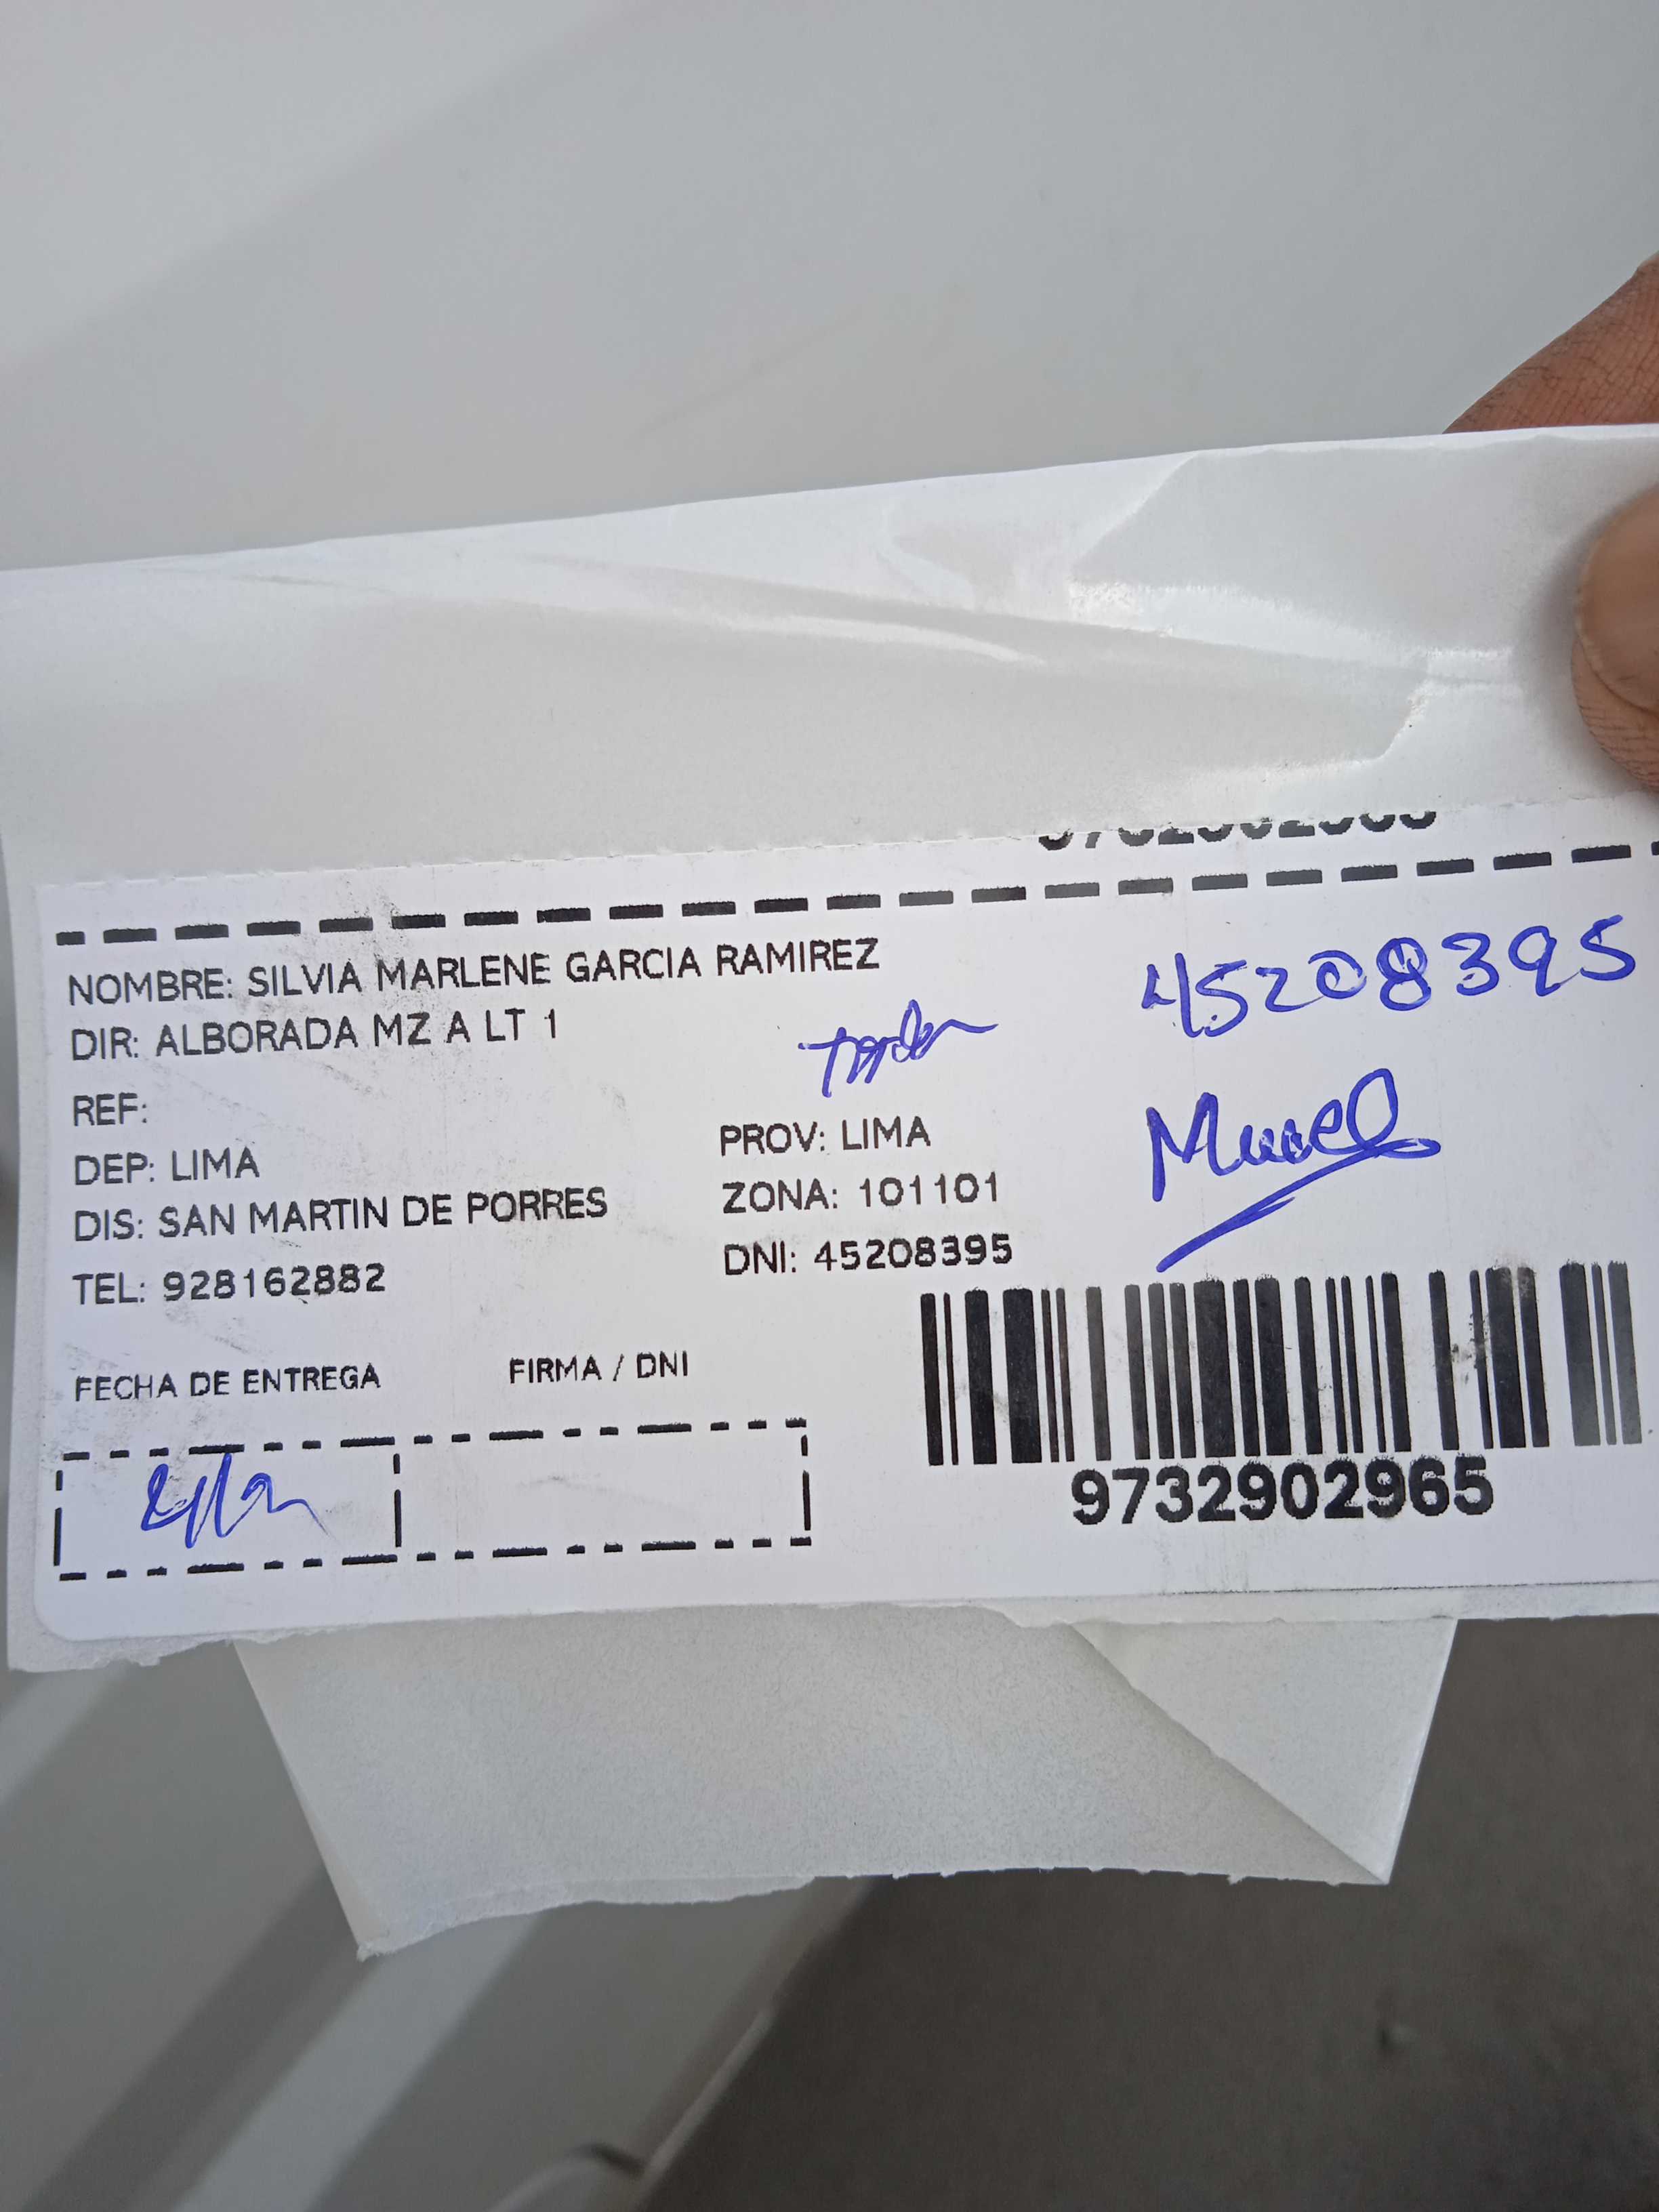 NOMBRE: SILVIA MARLENE GARCIA RAMIREZ
45208395
DIR: ALBORADA MZ A LT 1
REF:
DEP: LIMA
PROV: LIMA
DIS: SAN MARTIN DE PORRES
ZONA: 101101
TEL: 928162882
DNI: 45208395
FECHA DE ENTREGA
FIRMA / DNI
9732902965